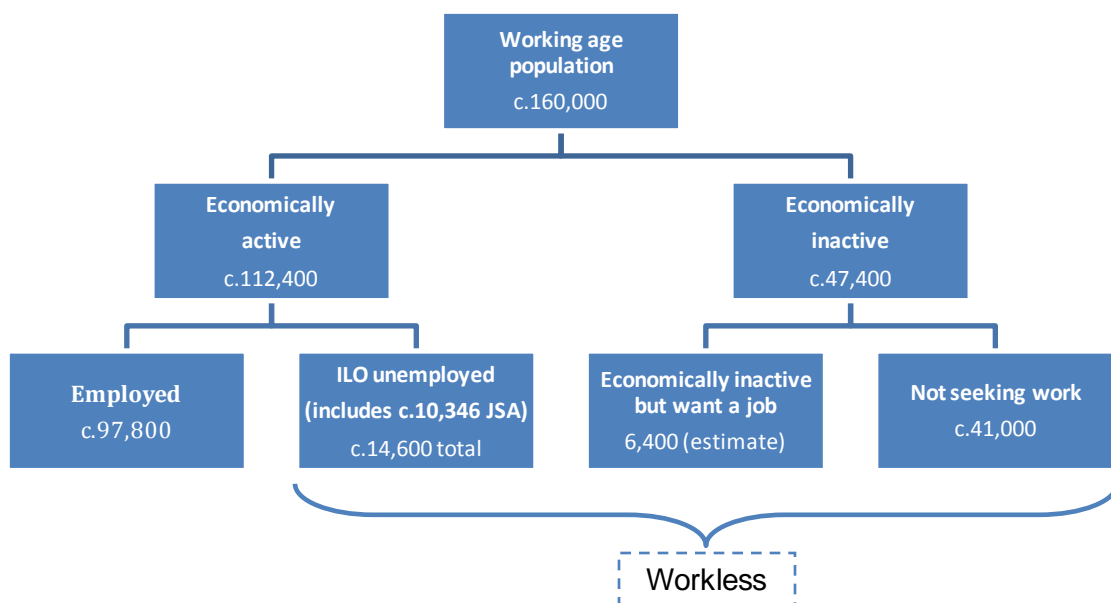 Working age
population
c.160,000
Economically
active
c.112,400
Economically
inactive
c.47,400
Employed
c.97,800
ILO unemployed
(includes c.10,346 JSA)
c.14,600 total
Economically inactive
but want a job
6,400 (estimate)
Not seeking work
c.41,000
Workless